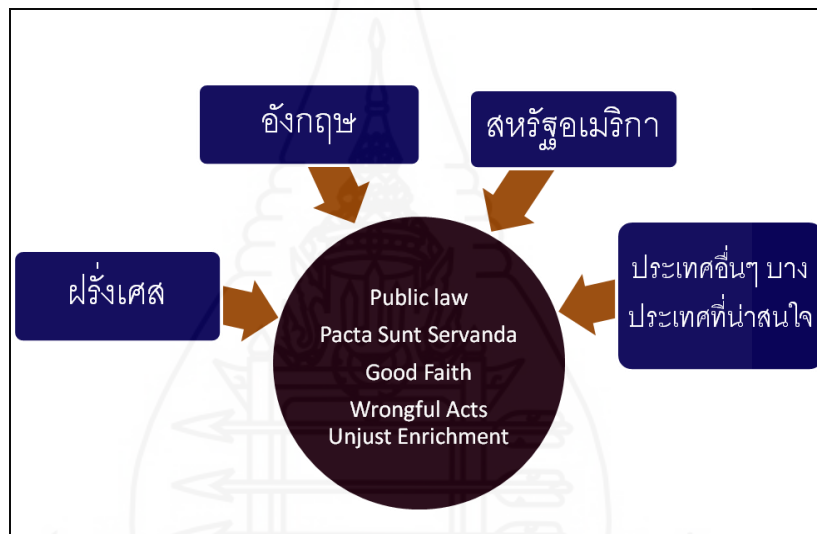 อังกฤษ
สหรัฐอเมริกา
ฝรั่งเศส
ประเทศอื่นๆ บาง
ประเทศที่น่าสนใจ
Public law
Pacta Sunt Servanda
Good Faith
Wrongful Acts
Unjust Enrichment